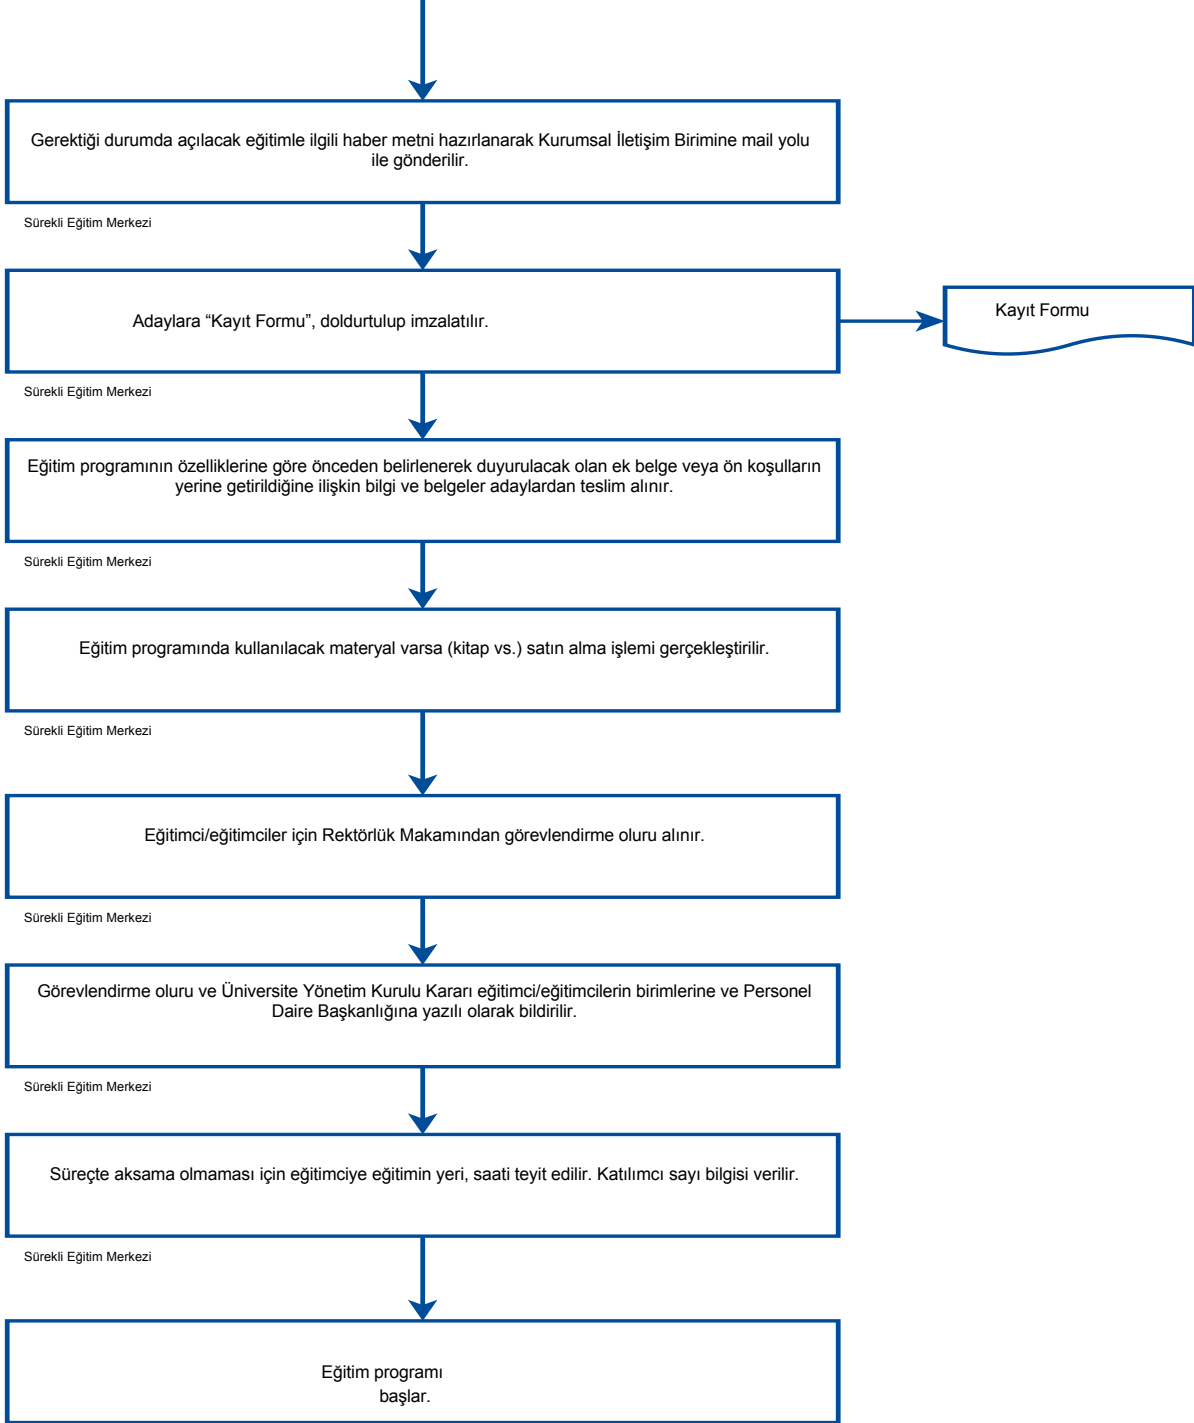 Gerektiği durumda açılacak eğitimle ilgili haber metni hazırlanarak Kurumsal İletişim Birimine mail yolu
ile gönderilir.
Sürekli Eğitim Merkezi
Adaylara “Kayıt Formu”, doldurtulup imzalatılır.
Kayıt Formu
Sürekli Eğitim Merkezi
Eğitim programının özelliklerine göre önceden belirlenerek duyurulacak olan ek belge veya ön koşulların
yerine getirildiğine ilişkin bilgi ve belgeler adaylardan teslim alınır.
Sürekli Eğitim Merkezi
Eğitim programında kullanılacak materyal varsa (kitap vs.) satın alma işlemi gerçekleştirilir.
Sürekli Eğitim Merkezi
Eğitimci/eğitimciler için Rektörlük Makamından görevlendirme oluru alınır.
Sürekli Eğitim Merkezi
Görevlendirme oluru ve Üniversite Yönetim Kurulu Kararı eğitimci/eğitimcilerin birimlerine ve Personel
Daire Başkanlığına yazılı olarak bildirilir.
Sürekli Eğitim Merkezi
Süreçte aksama olmaması için eğitimciye eğitimin yeri, saati teyit edilir. Katılımcı sayı bilgisi verilir.
Sürekli Eğitim Merkezi
Eğitim programı
başlar.